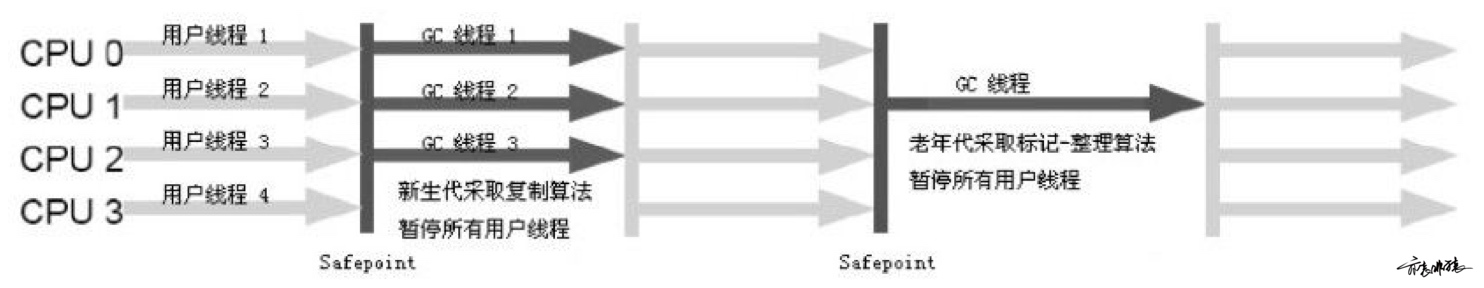 CPU 0
用户线程 1
GC 线程 1
CPU 1
用户线程 2
GC 线程 2
GC 线程
CPU 2
用户线程 3
GC 线程 3
老年代采取标记-整理算法
暂停所有用户线程
CPU 3
用户线程 4
新生代采取复制算法
暂停所有用户线程
Safepoint
Safepoint